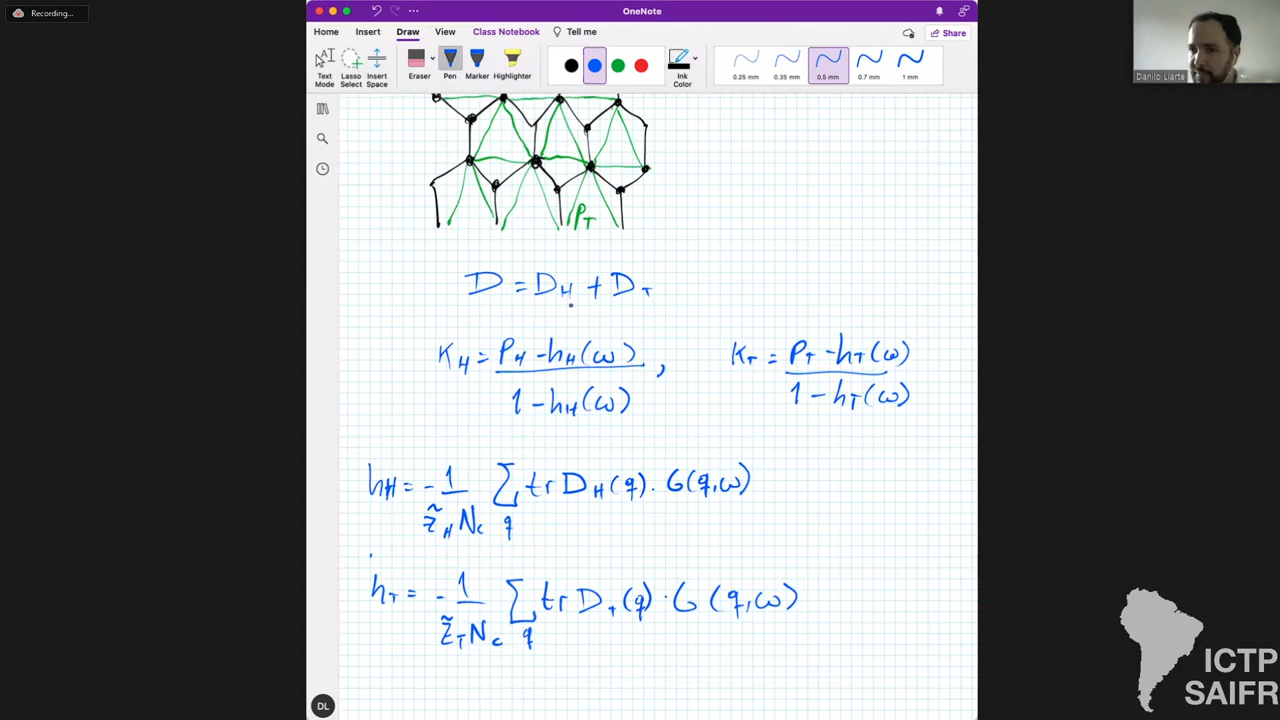 Recording...
OneNote
Home Insert Draw View Class Notebook Tell me
Share
Text Mode
Lasso Select
Insert Space
Eraser
Pen
Marker
Highlighter
Ink Color
0.25 mm
0.35 mm
0.5 mm
0.7 mm
1 mm
Danilo Liarte
P_T
D = D_H + D_T
K_H = (P_H - h_H(ω)) / (1 - h_H(ω)) , K_T = (P_T - h_T(ω)) / (1 - h_T(ω))
h_H = - 1/(z̃_H N_c) Σ_q tr D_H(q) · G(q,ω)
h_T = - 1/(z̃_T N_c) Σ_q tr D_T(q) · G(q,ω)
DL
ICTP
SAIFR